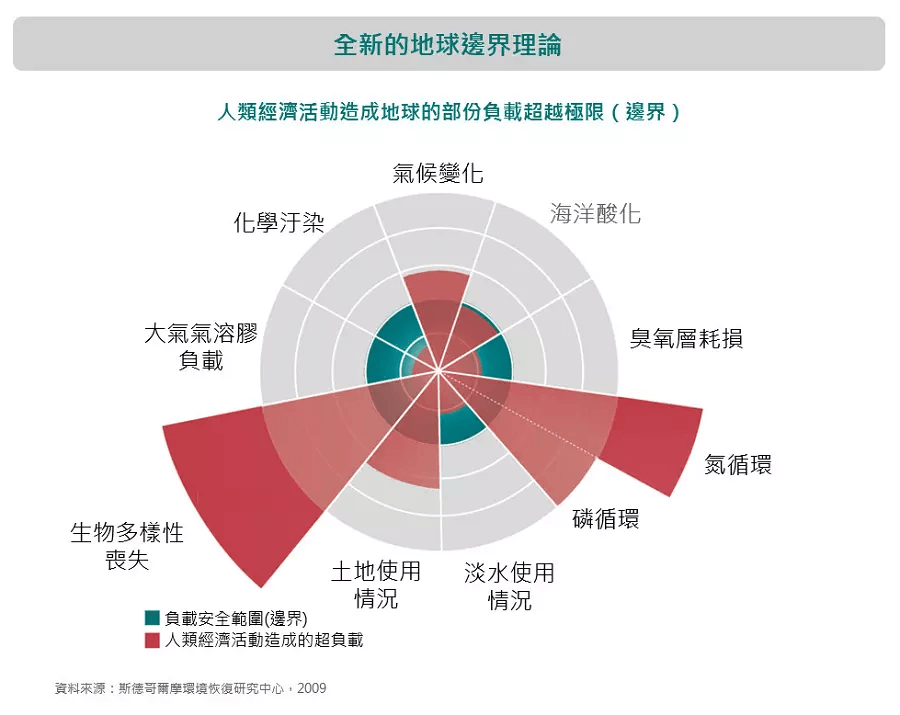 全新的地球邊界理論
人類經濟活動造成地球的部份負載超越極限（邊界）
氣候變化
海洋酸化
化學汙染
大氣氣溶膠
負載
臭氧層耗損
氮循環
磷循環
生物多樣性
喪失
土地使用
情況
淡水使用
情況
負載安全範圍(邊界)
人類經濟活動造成的超負載
資料來源：斯德哥爾摩環境恢復研究中心，2009